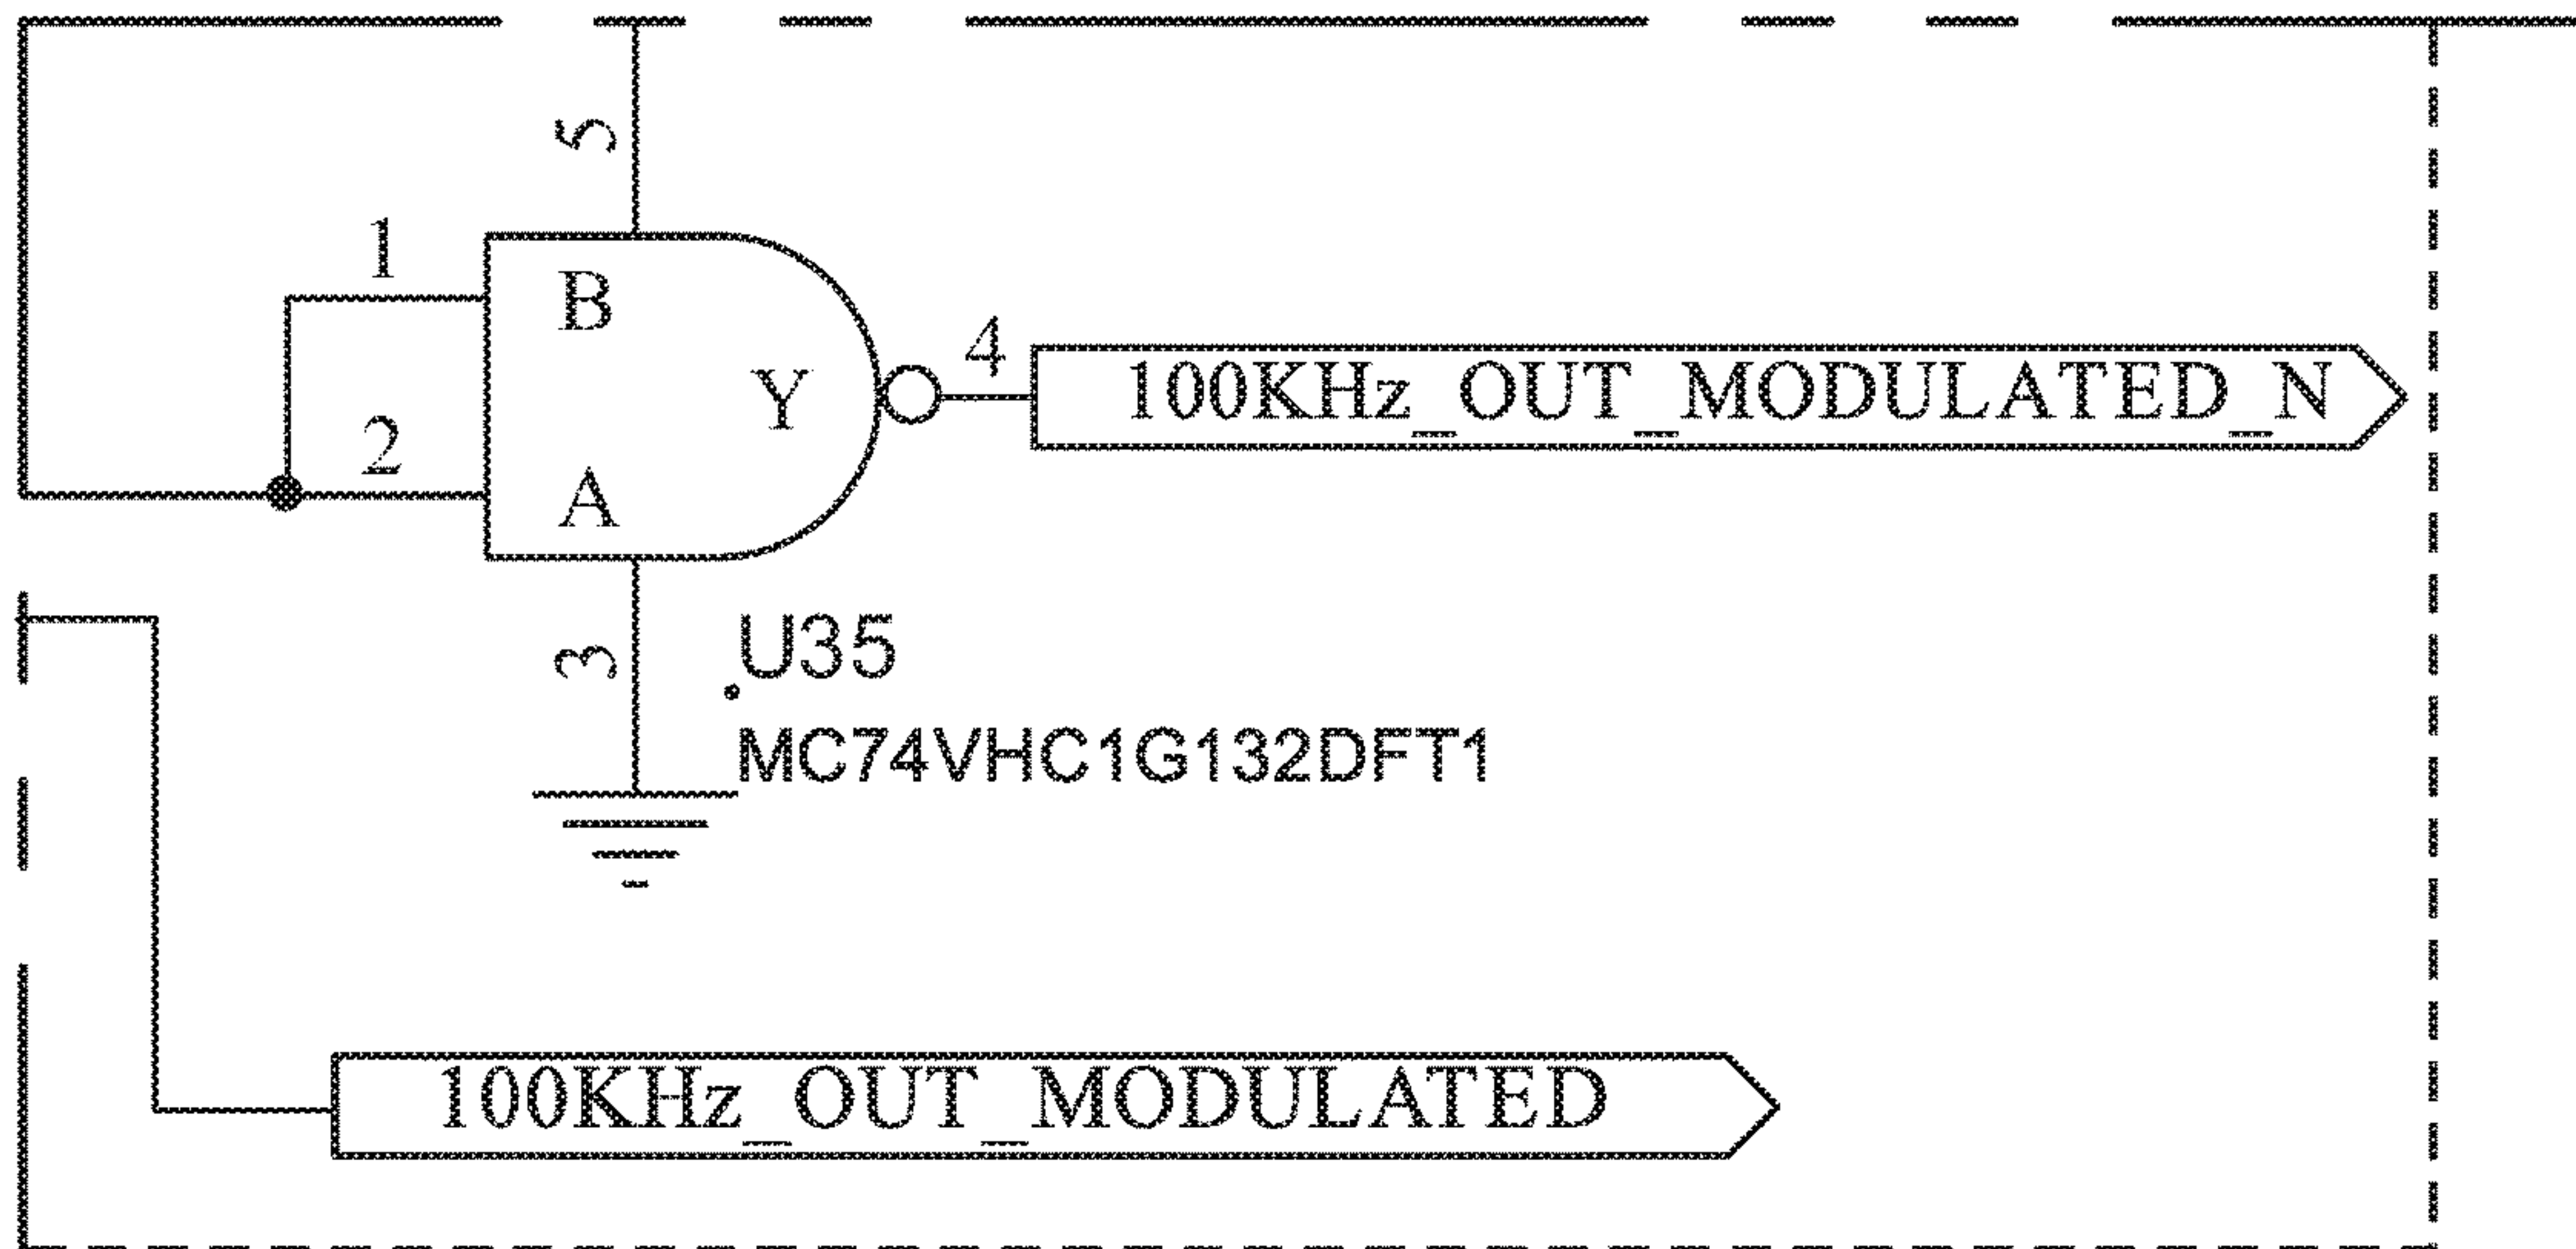 5
1
B
4
Y
100KHz_OUT_MODULATED_N
2
A
3
U35
MC74VHC1G132DFT1
100KHz_OUT_MODULATED